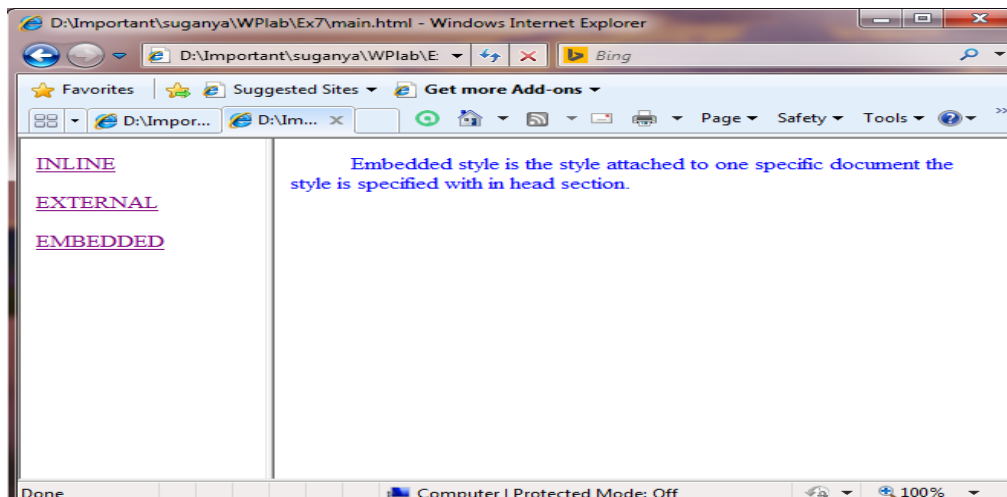 D:\Important\suganya\WPlab\Ex7\main.html - Windows Internet Explorer
D:\Important\suganya\WPlab\E: Bing
Favorites Suggested Sites Get more Add-ons
D:\Impor... D:\Im... Page Safety Tools
INLINE
EXTERNAL
EMBEDDED
Embedded style is the style attached to one specific document the
style is specified with in head section.
Done Computer | Protected Mode: Off 100%